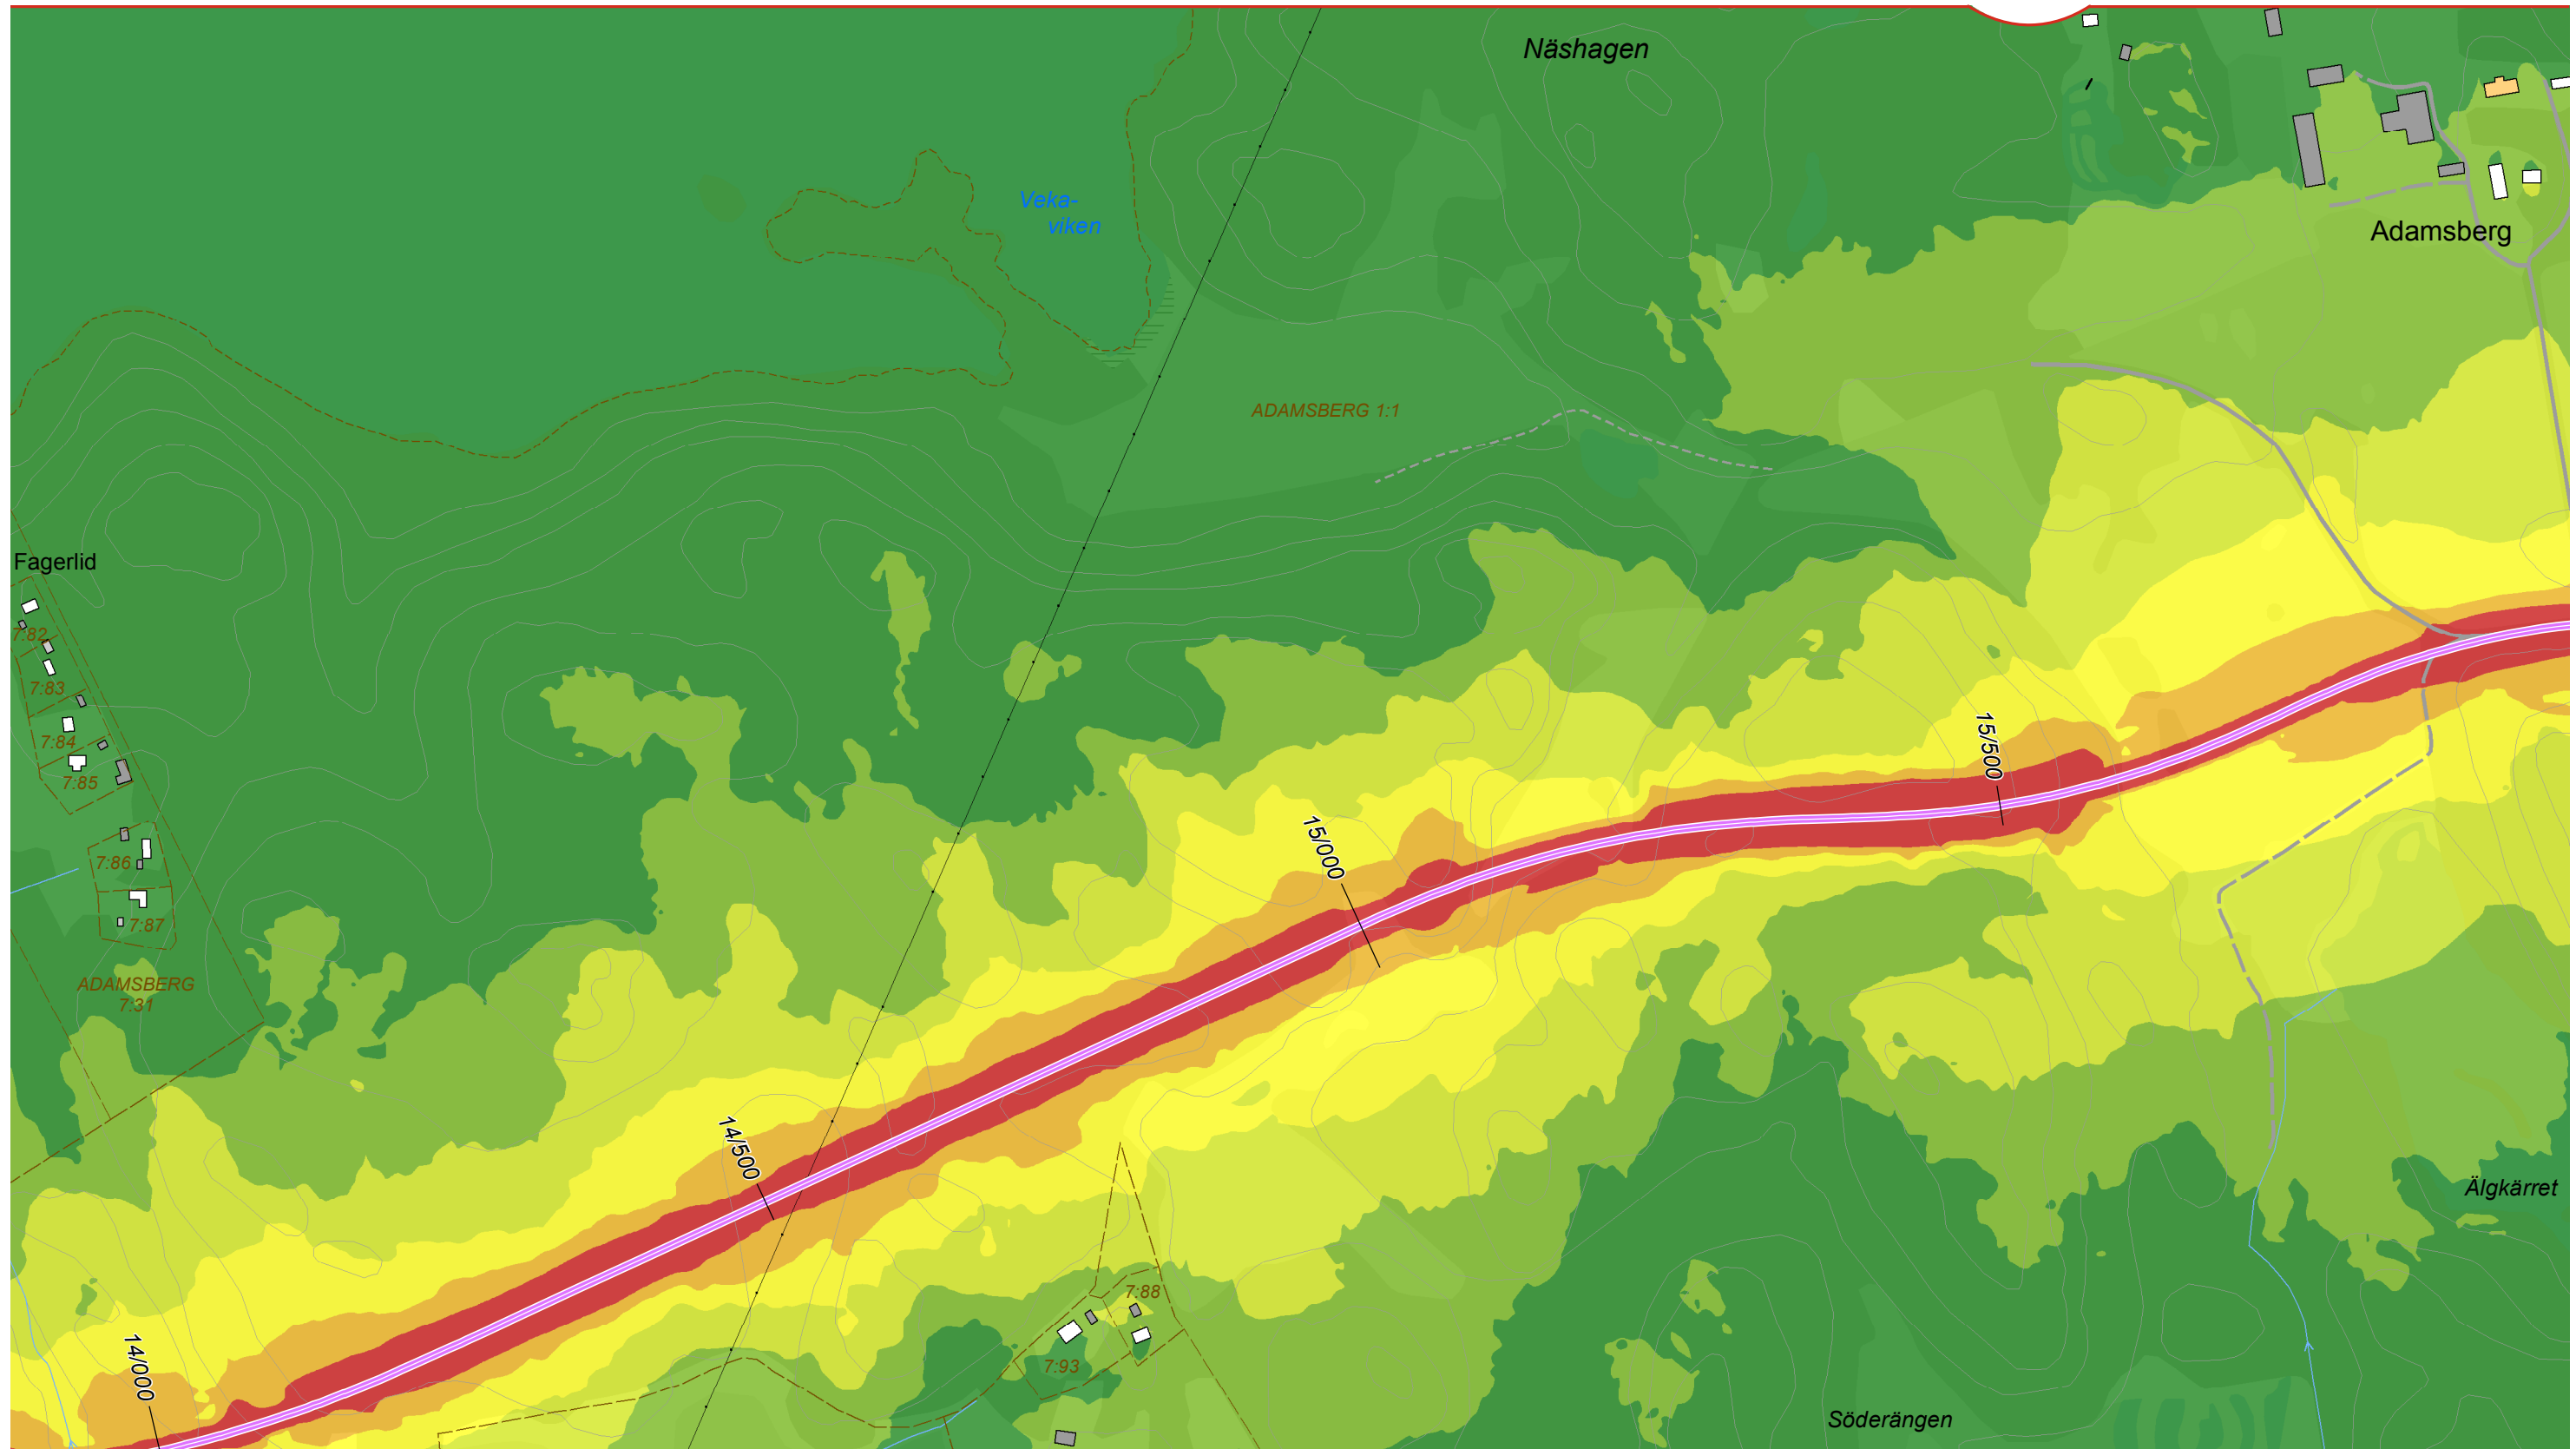 Näshagen
Veka-
viken
Adamsberg
ADAMSBERG 1:1
Fagerlid
7:82
7:83
7:84
7:85
15/500
15/000
7:86
7:87
ADAMSBERG
7:31
14/500
Älgkärret
7:88
14/000
7:93
Söderängen